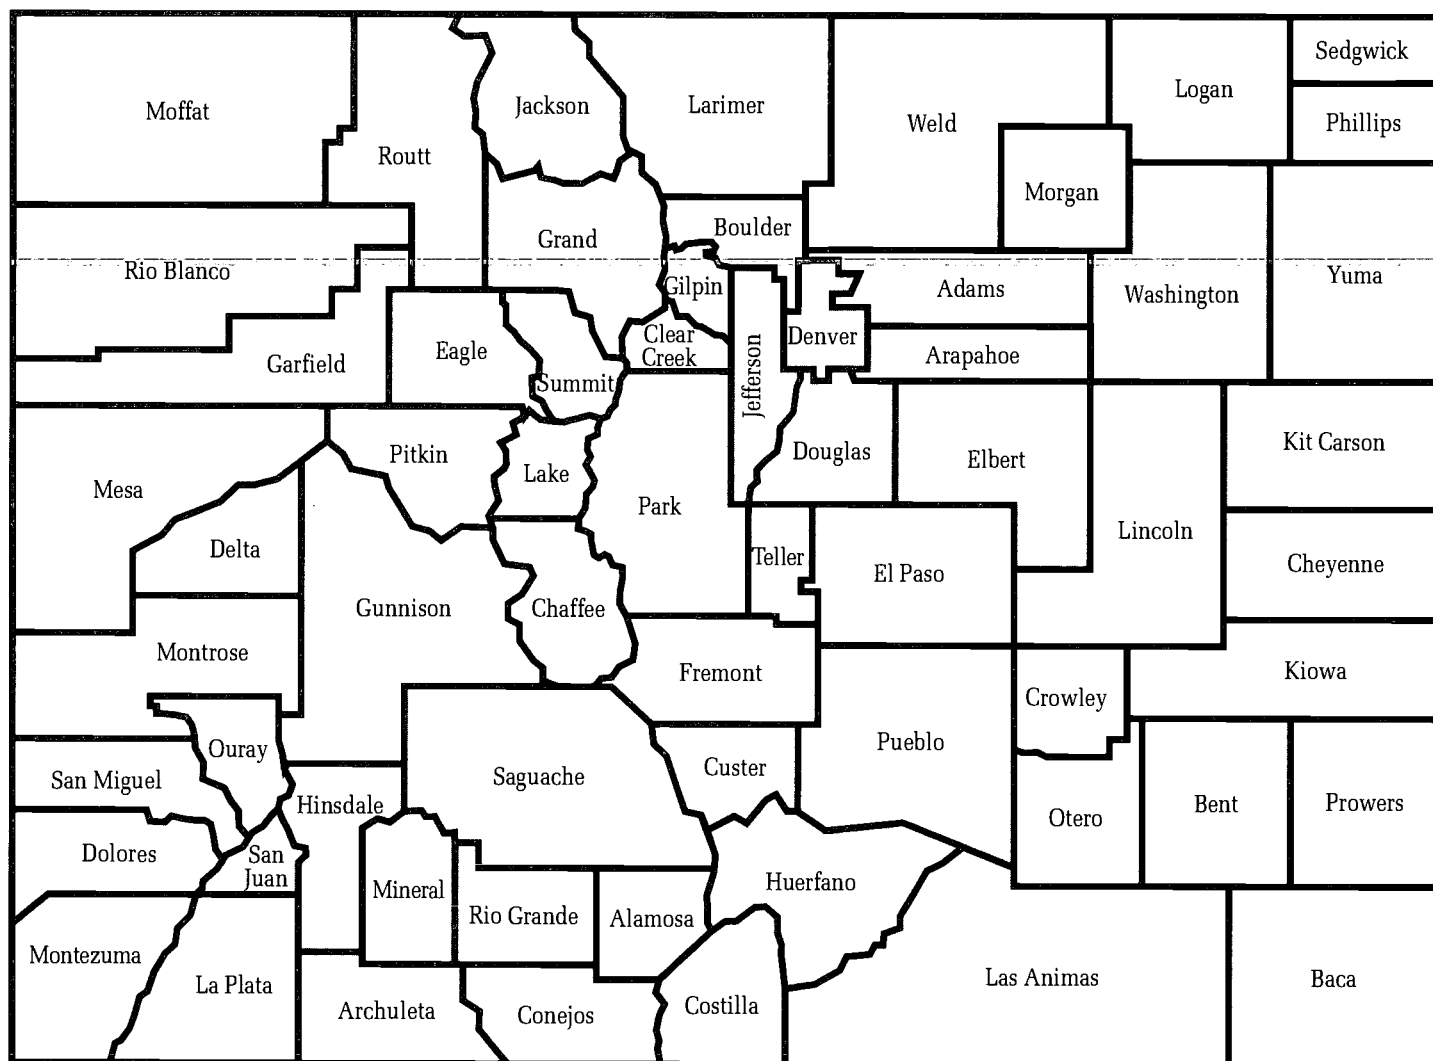 Sedgwick
Logan
Jackson
Larimer
Moffat
Weld
Phillips
Routt
Morgan
Boulder
Grand
Rio Blanco
Yuma
Gilpin
Adams
Washington
Clear
Creek
Denver
Eagle
Arapahoe
Garfield
Jefferson
Summit
Kit Carson
Pitkin
Douglas
Elbert
Lake
Mesa
Park
Lincoln
Delta
Teller
Cheyenne
El Paso
Gunnison
Chaffee
Montrose
Fremont
Kiowa
Crowley
Ouray
Pueblo
San Miguel
Saguache
Custer
Hinsdale
Bent
Prowers
Otero
Dolores
San
Juan
Huerfano
Mineral
Rio Grande
Alamosa
Montezuma
La Plata
Las Animas
Baca
Archuleta
Conejos
Costilla